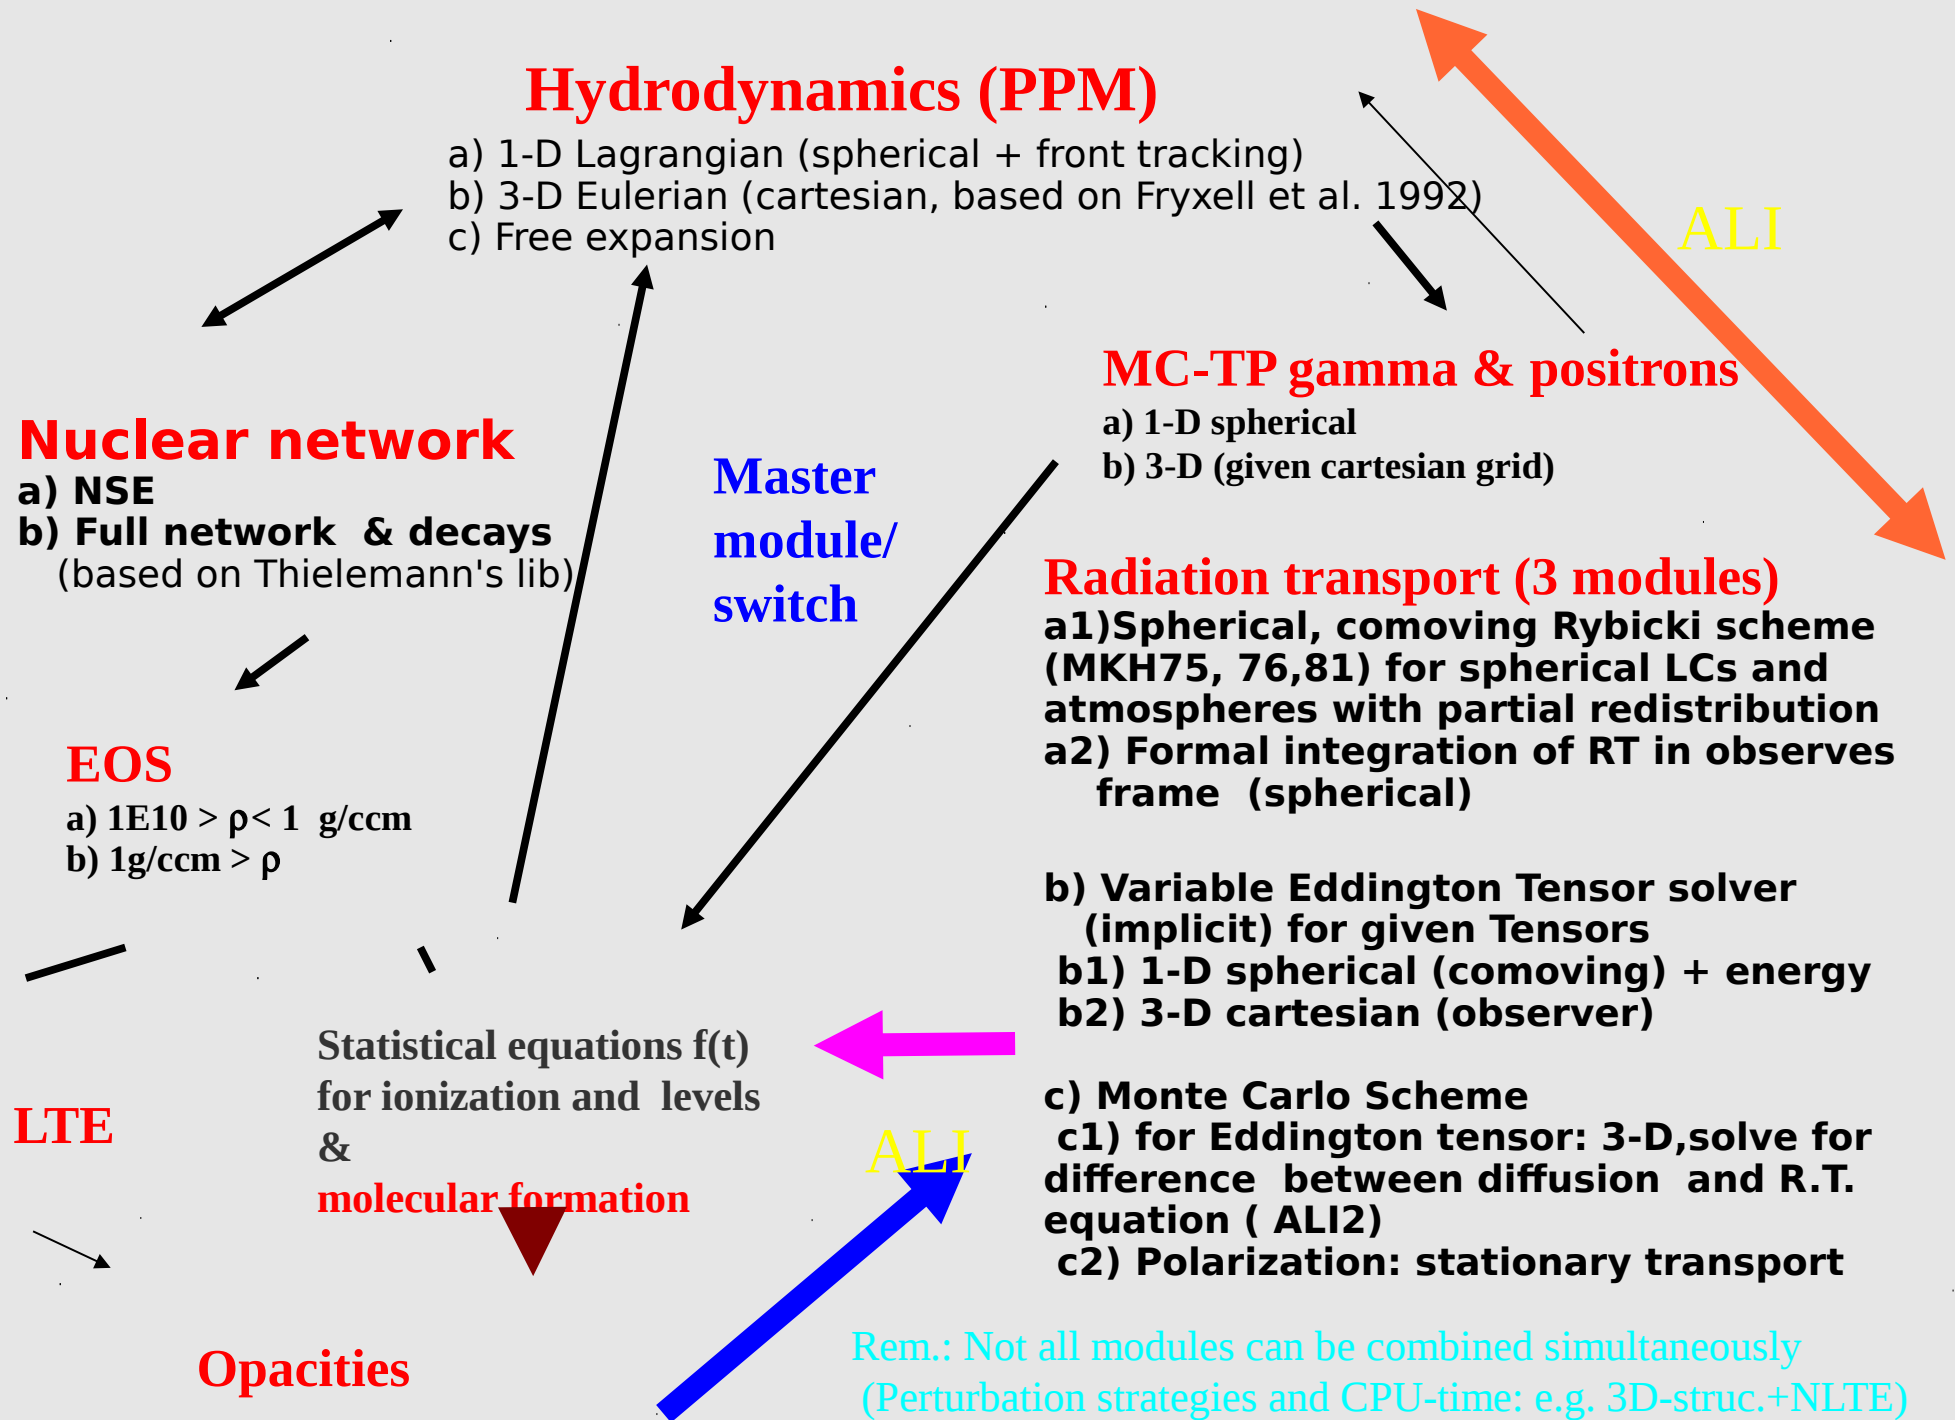 Hydrodynamics (PPM)
a) 1-D Lagrangian (spherical + front tracking)
b) 3-D Eulerian (cartesian, based on Fryxell et al. 1992)
c) Free expansion
ALI
MC-TP gamma & positrons
a) 1-D spherical
b) 3-D (given cartesian grid)
Nuclear network
a) NSE
b) Full network & decays
(based on Thielemann's lib)
Master
module/
switch
Radiation transport (3 modules)
a1)Spherical, comoving Rybicki scheme
(MKH75, 76,81) for spherical LCs and
atmospheres with partial redistribution
a2) Formal integration of RT in observes
frame (spherical)
EOS
a) 1E10 > ρ< 1 g/ccm
b) 1g/ccm > ρ
b) Variable Eddington Tensor solver
(implicit) for given Tensors
b1) 1-D spherical (comoving) + energy
b2) 3-D cartesian (observer)
Statistical equations f(t)
for ionization and levels
&
molecular formation
LTE
ALI
c) Monte Carlo Scheme
c1) for Eddington tensor: 3-D,solve for
difference between diffusion and R.T.
equation ( ALI2)
c2) Polarization: stationary transport
Opacities
Rem.: Not all modules can be combined simultaneously
(Perturbation strategies and CPU-time: e.g. 3D-struc.+NLTE)